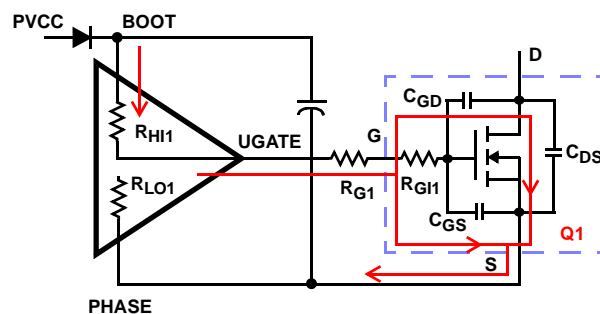 PVCC
BOOT
D
CGD
RHI1
UGATE
G
CDS
RLO1
RG1
RGI1
CGS
Q1
S
PHASE